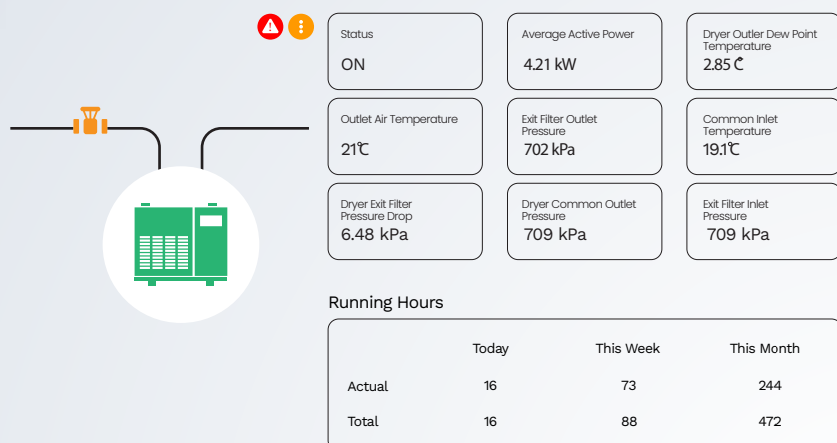 Status
ON
Average Active Power
4.21 kW
Dryer Outler Dew Point
Temperature
2.85 ℃
Outlet Air Temperature
21℃
Exit Filter Outlet
Pressure
702 kPa
Common Inlet
Temperature
19.1℃
Dryer Exit Filter
Pressure Drop
6.48 kPa
Dryer Common Outlet
Pressure
709 kPa
Exit Filter Inlet
Pressure
709 kPa
Running Hours
Today This Week This Month
Actual 16 73 244
Total 16 88 472